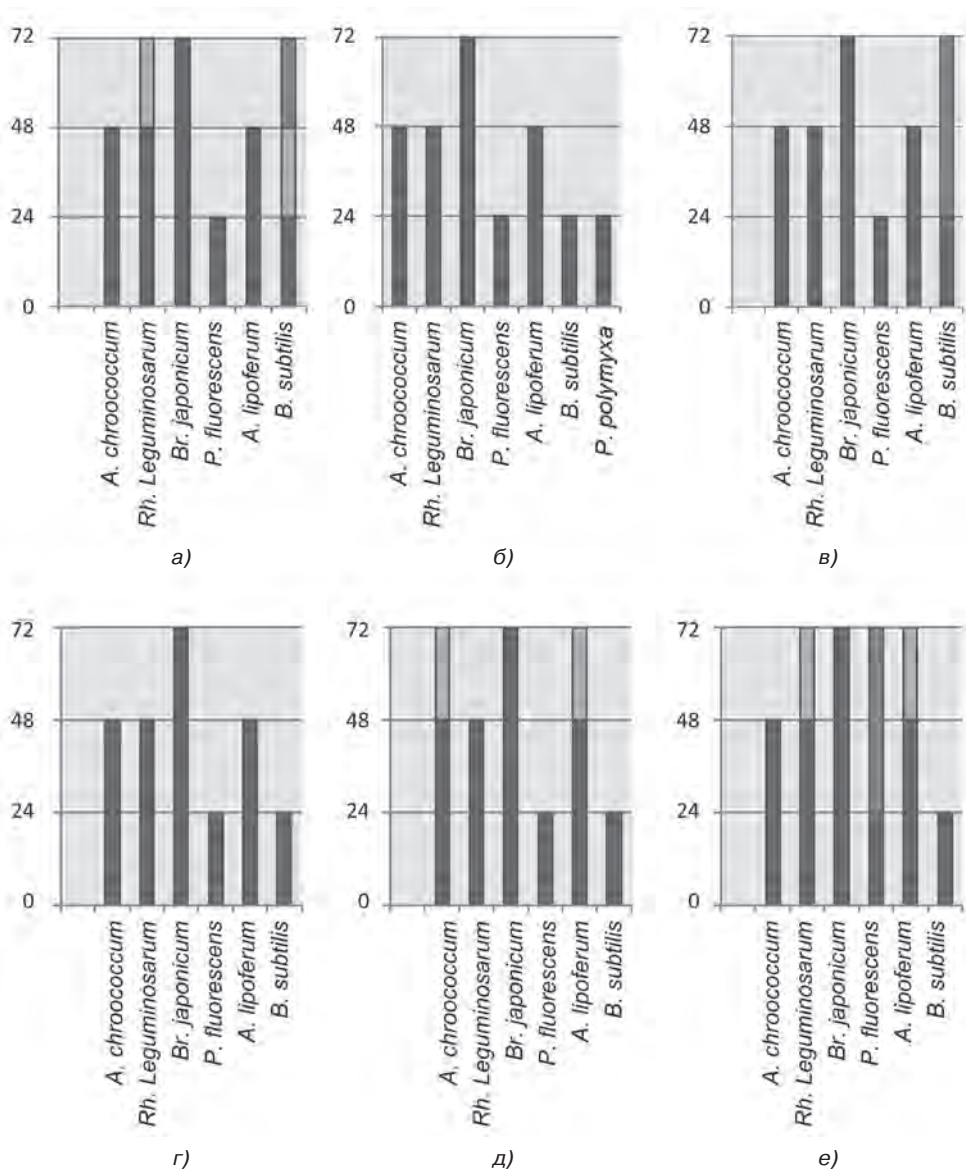 72
48
24
0
A. chroococcum
Rh. Leguminosarum
Br. japonicum
P. fluorescens
A. lipoferum
B. subtilis
а)
72
48
24
0
A. chroococcum
Rh. Leguminosarum
Br. japonicum
P. fluorescens
A. lipoferum
B. subtilis
P. polymyxa
б)
72
48
24
0
A. chroococcum
Rh. Leguminosarum
Br. japonicum
P. fluorescens
A. lipoferum
B. subtilis
в)
72
48
24
0
A. chroococcum
Rh. Leguminosarum
Br. japonicum
P. fluorescens
A. lipoferum
B. subtilis
г)
72
48
24
0
A, chroococcum
Rh. Leguminosarum
Br. japonicum
P. fluorescens
A. lipoferum
B. subtilis
д)
72
48
24
0
A. chroococcum
Rh. Leguminosarum
Br. japonicum
P. fluorescens
A. lipoferum
B. subtilis
е)